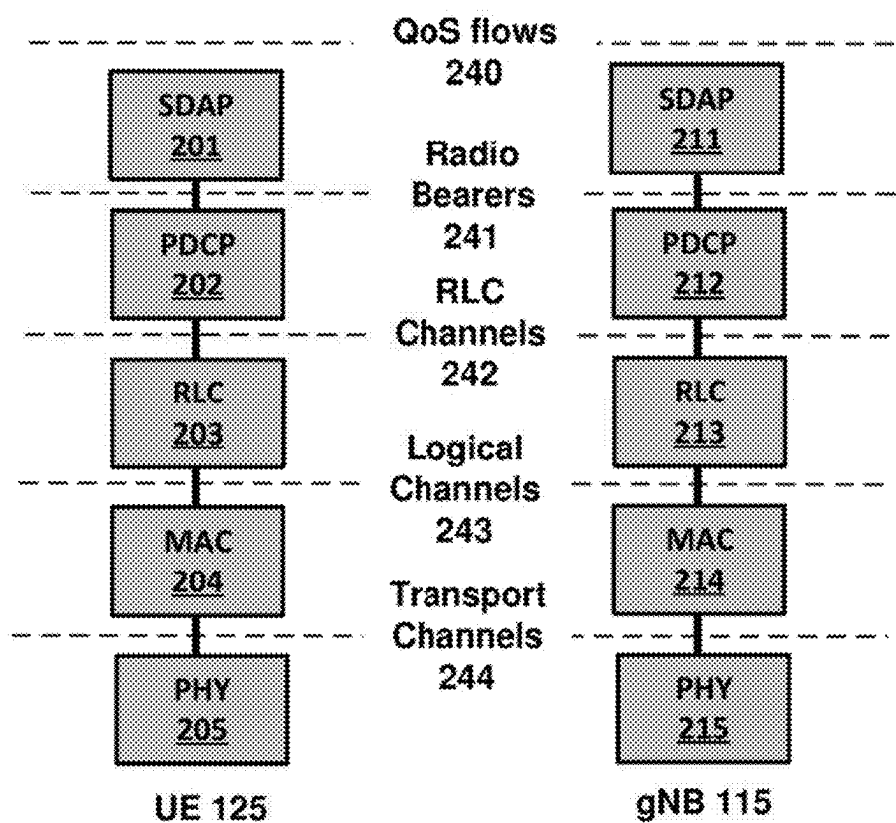 QoS flows
240
SDAP
201
SDAP
211
Radio
Bearers
241
PDCP
202
PDCP
212
RLC
Channels
242
RLC
203
RLC
213
Logical
Channels
243
MAC
204
MAC
214
Transport
Channels
244
PHY
205
PHY
215
UE 125
gNB 115